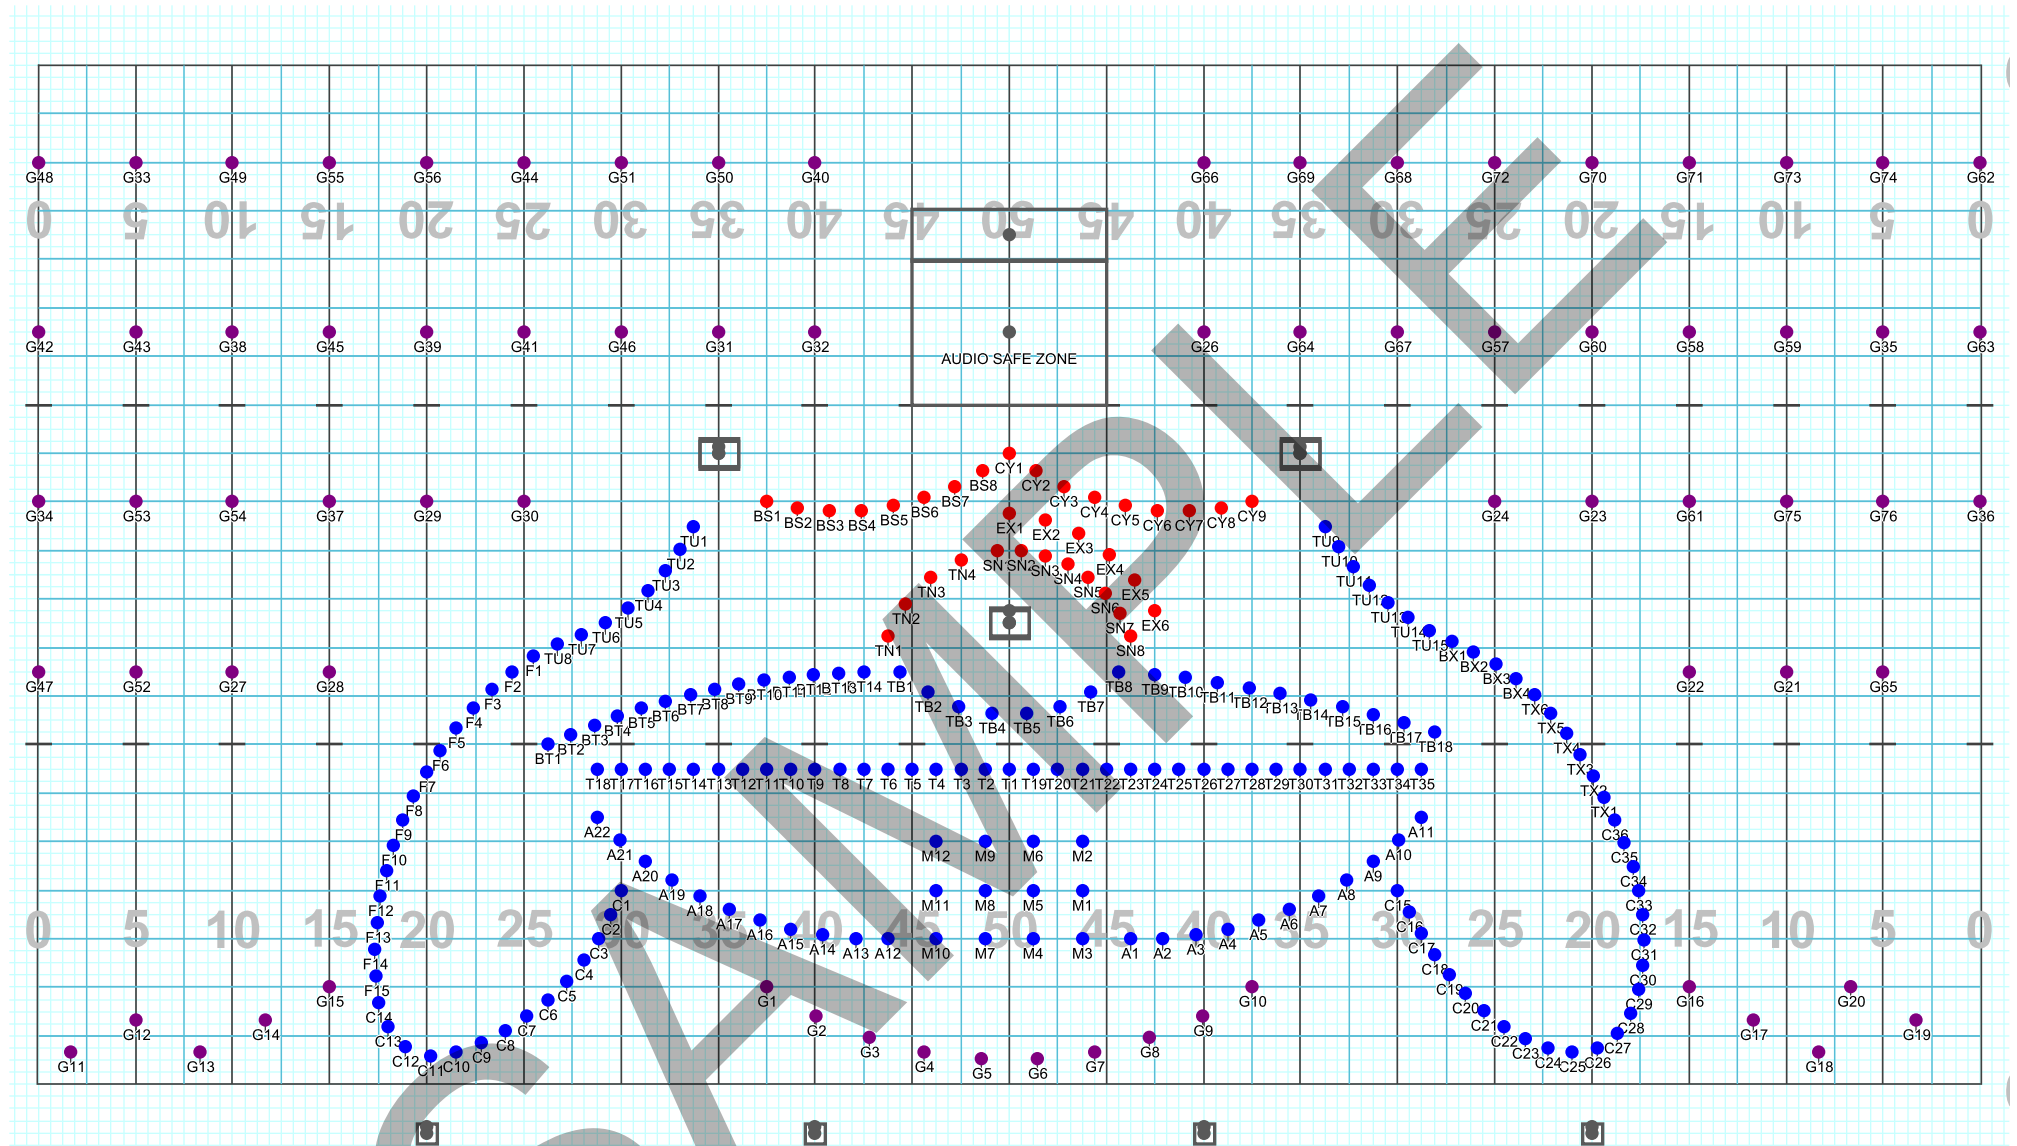 G48 G33 G49 G55 G56 G44 G51 G50 G40 G66 G69 G68 G72 G70 G71 G73 G74 G62
0 5 10 15 20 25 30 35 40 45 50 45 40 35 30 25 20 15 10 5 0
AUDIO SAFE ZONE
G42 G43 G38 G45 G39 G41 G46 G31 G32 G26 G64 G67 G57 G60 G58 G59 G35 G63
CY1
BS8 CY2
BS7 CY3
BS6 CY4
BS1 BS2 BS3 BS4 BS5 CY5 CY6 CY7 CY8 CY9
G34 G53 G54 G37 G29 G30 G24 G23 G61 G75 G76 G36
EX1 EX2 EX3 EX4 EX5 EX6
TU1 TU2 TU3 TU4 TU5 TU6 TU7 TU8
TU9 TU10 TU11 TU12 TU13 TU14 TU15
TN4 TN3 TN2 TN1
SN1 SN2 SN3 SN4 SN5 SN6 SN7 SN8
F1 F2 F3 F4 F5 F6 F7 F8 F9 F10 F11 F12 F13 F14 F15
BX1 BX2 BX3 BX4
TX6 TX5 TX4 TX3 TX2 TX1
G47 G52 G27 G28 G22 G21 G65
BT1 BT2 BT3 BT4 BT5 BT6 BT7 BT8 BT9 BT10 BT11 BT12 BT13 BT14
TB1 TB2 TB3 TB4 TB5 TB6 TB7 TB8 TB9 TB10 TB11 TB12 TB13 TB14 TB15 TB16 TB17 TB18
T18 T17 T16 T15 T14 T13 T12 T11 T10 T9 T8 T7 T6 T5 T4 T3 T2 T1 T19 T20 T21 T22 T23 T24 T25 T26 T27 T28 T29 T30 T31 T32 T33 T34 T35
A22 A21 A20 A19 A18 A17 A16 A15 A14 A13 A12
M12 M9 M6 M2
M11 M8 M5 M1
M10 M7 M4 M3
A1 A2 A3 A4 A5 A6 A7 A8 A9 A10 A11
0 5 10 15 20 25 30 35 40 45 50 45 40 35 30 25 20 15 10 5 0
C1 C2 C3 C4 C5 C6 C7 C8 C9 C10 C11 C12 C13 C14
C15 C16 C17 C18 C19 C20 C21 C22 C23 C24 C25 C26 C27 C28 C29 C30 C31 C32 C33 C34 C35 C36
G15 G1 G10 G16 G20
G12 G14 G2 G9 G17 G19
G11 G13 G3 G4 G5 G6 G7 G8 G18
SAMPLE